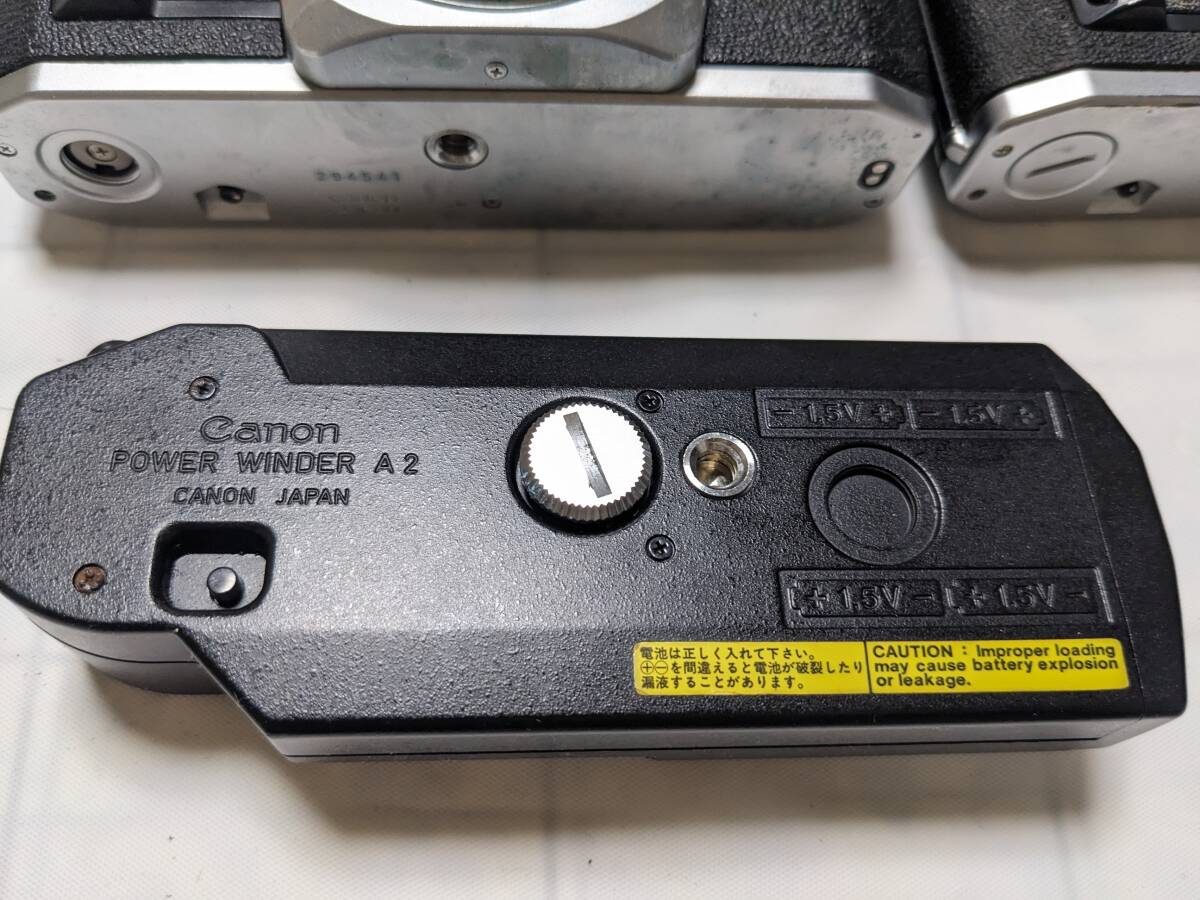 Canon
POWER WINDER A2
CANON JAPAN
- 1.5V + - 1.5V +
+ 1.5V - + 1.5V -
電池は正しく入れて下さい。
⊕⊖を間違えると電池が破裂したり
漏液することがあります。
CAUTION : Improper loading
may cause battery explosion
or leakage.